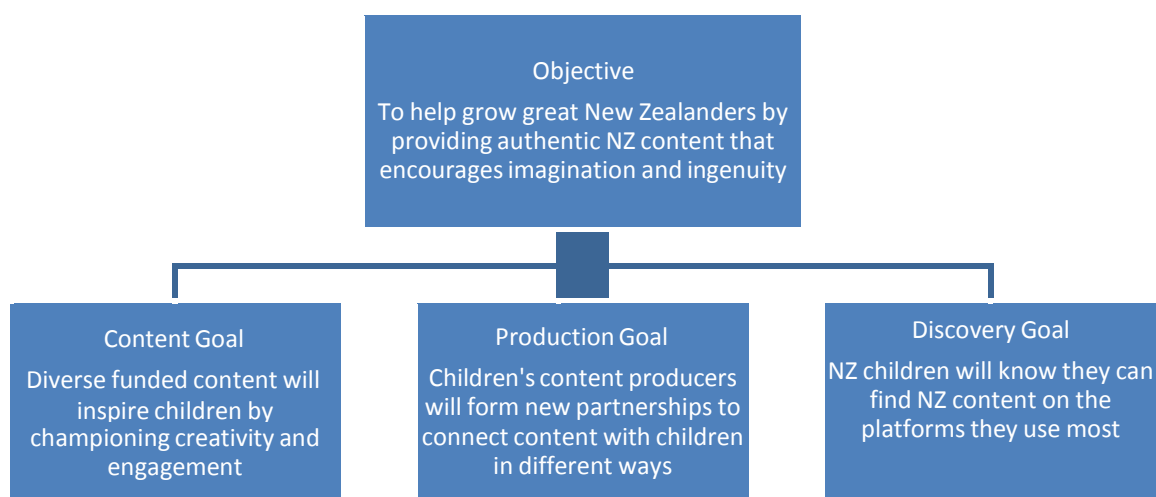 Objective
To help grow great New Zealanders by
providing authentic NZ content that
encourages imagination and ingenuity
Content Goal
Diverse funded content will
inspire children by
championing creativity and
engagement
Production Goal
Children's content producers
will form new partnerships to
connect content with children
in different ways
Discovery Goal
NZ children will know they can
find NZ content on the
platforms they use most